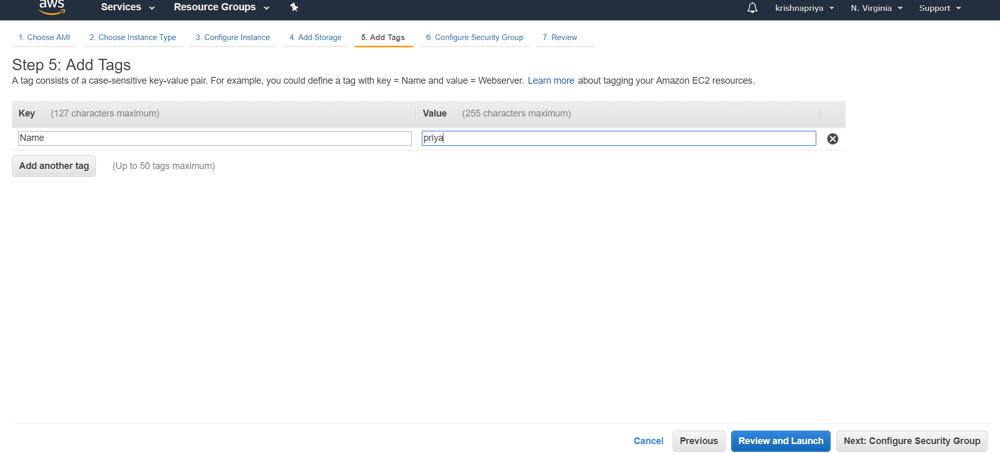 aws Services Resource Groups krishnapriya N. Virginia Support
1. Choose AMI 2. Choose Instance Type 3. Configure Instance 4. Add Storage 5. Add Tags 6. Configure Security Group 7. Review
Step 5: Add Tags
A tag consists of a case-sensitive key-value pair. For example, you could define a tag with key = Name and value = Webserver. Learn more about tagging your Amazon EC2 resources.
Key (127 characters maximum) Value (255 characters maximum)
Name priya
Add another tag (Up to 50 tags maximum)
Cancel Previous Review and Launch Next: Configure Security Group